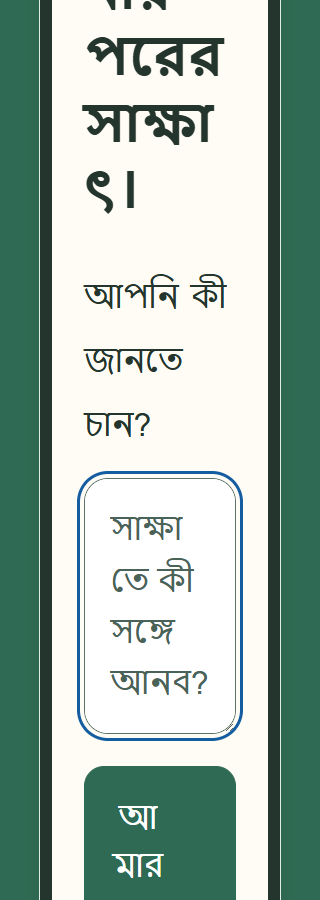 পরের
সাক্ষা
ৎ।
আপনি কী
জানতে
চান?
সাক্ষা
তে কী
সঙ্গে
আনব?
আ
মার